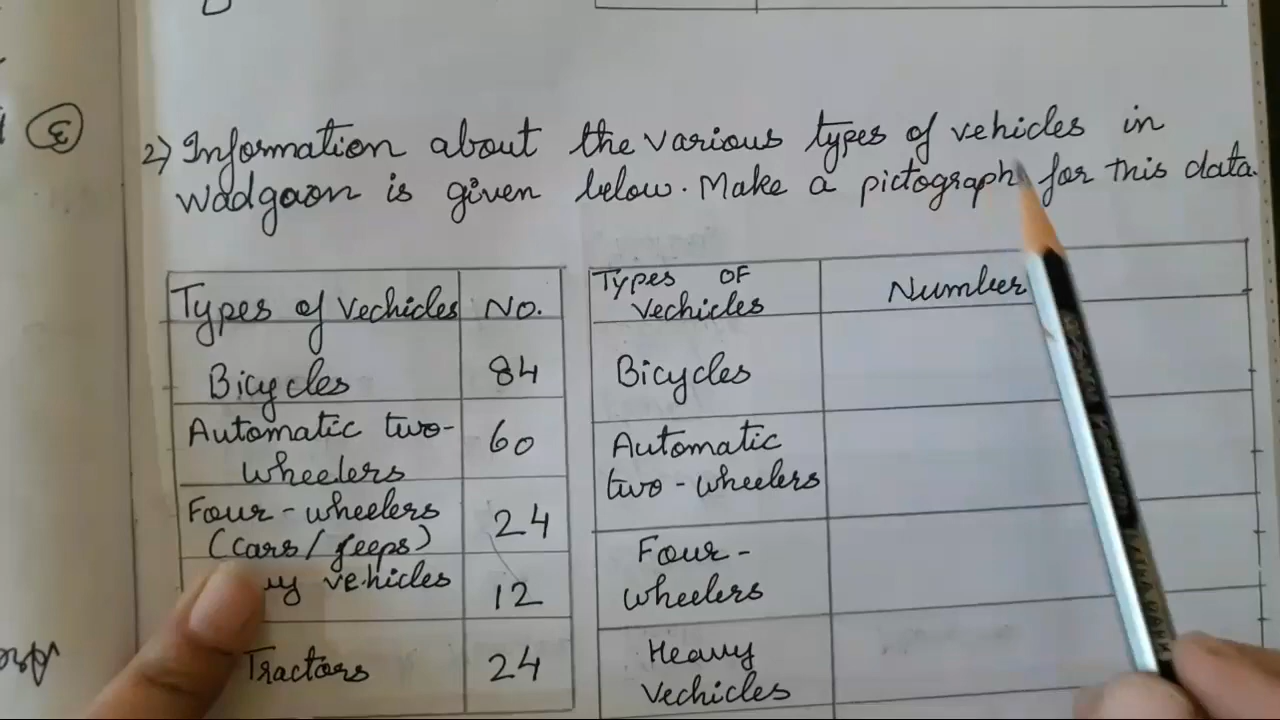 2) Information about the various types of vehicles in
Wadgaon is given below. Make a pictograph for this data.
Types of Vechicles No.
Bicycles 84
Automatic two-
wheelers 60
Four-wheelers
(cars/jeeps) 24
vehicles 12
Tractors 24
Types OF
Vechicles Number
Bicycles
Automatic
two-wheelers
Four-
wheelers
Heavy
Vechicles